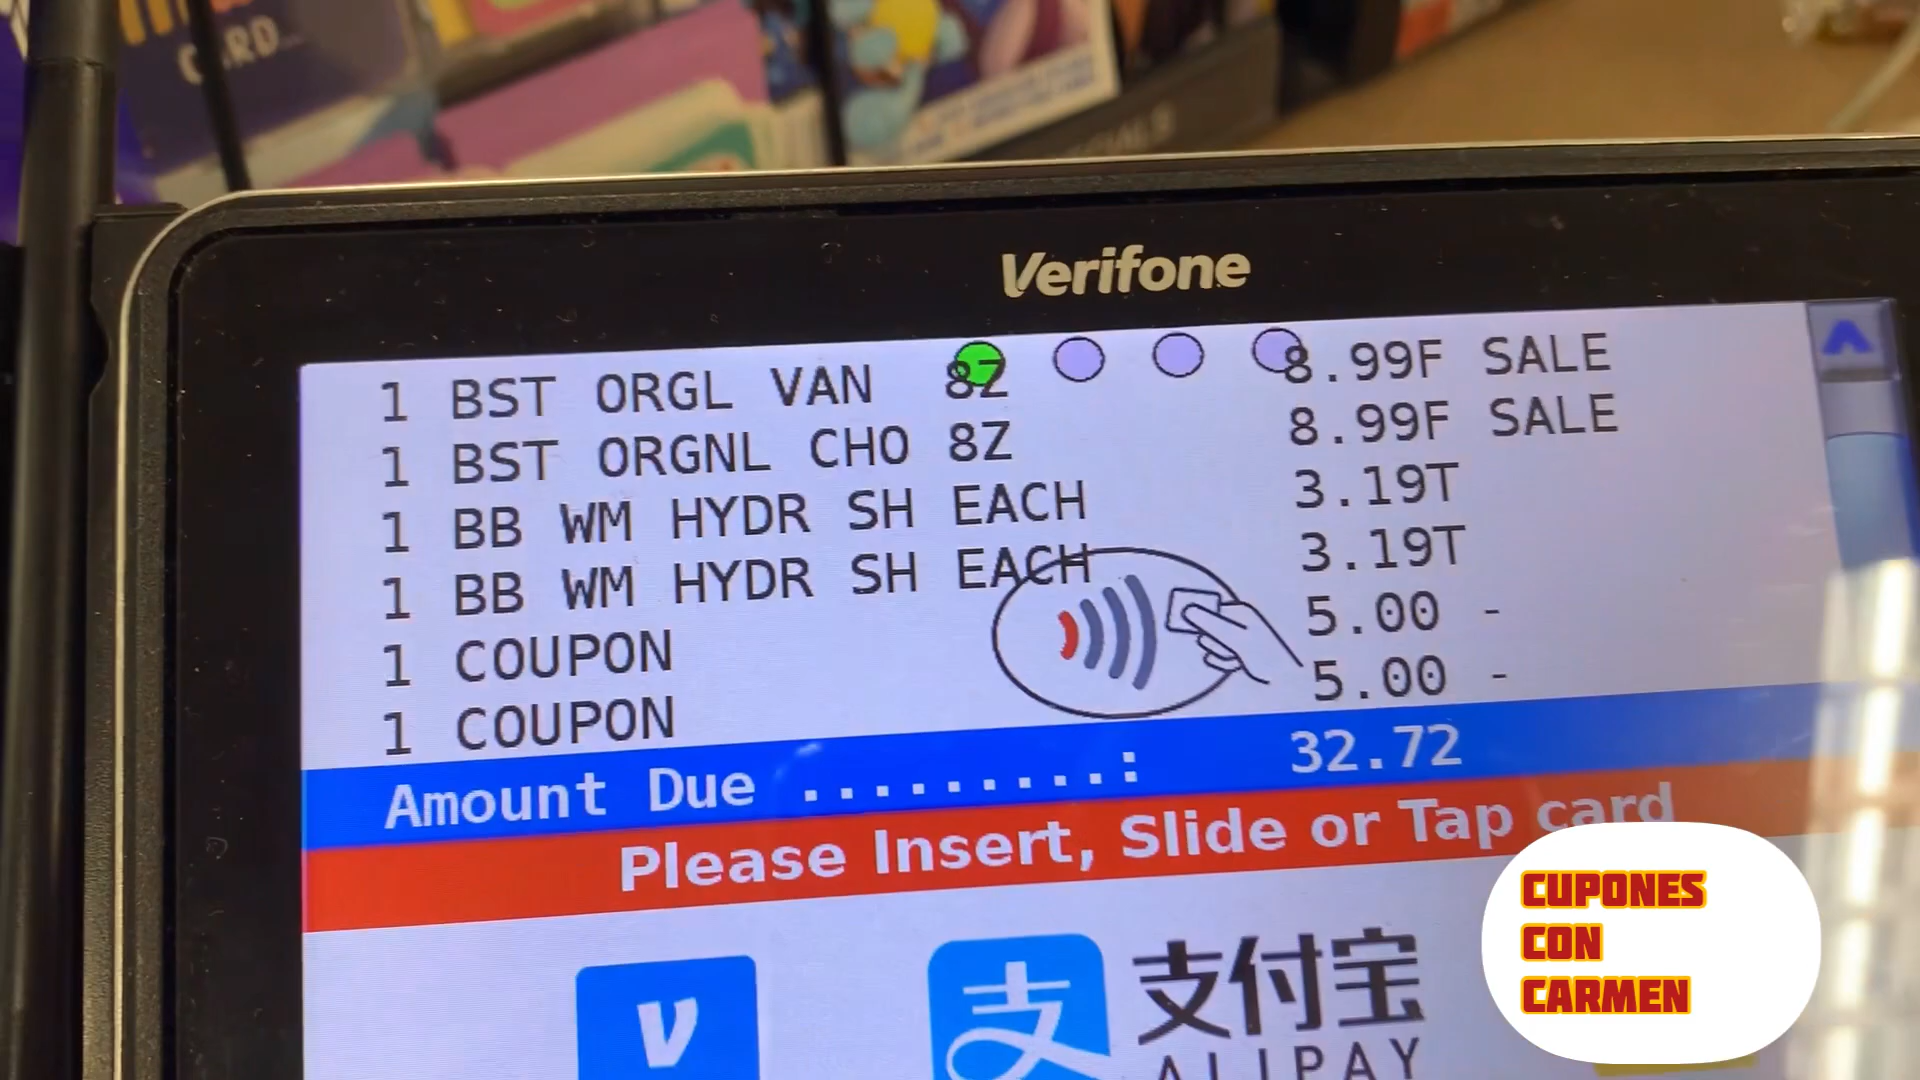 CARD
Verifone
1 BST ORGL VAN 8Z 8.99F SALE
1 BST ORGNL CHO 8Z 8.99F SALE
1 BB WM HYDR SH EACH 3.19T
1 BB WM HYDR SH EACH 3.19T
1 COUPON 5.00 -
1 COUPON 5.00 -
Amount Due .........: 32.72
Please Insert, Slide or Tap card
V
支 支付宝
ALIPAY
CUPONES
CON
CARMEN